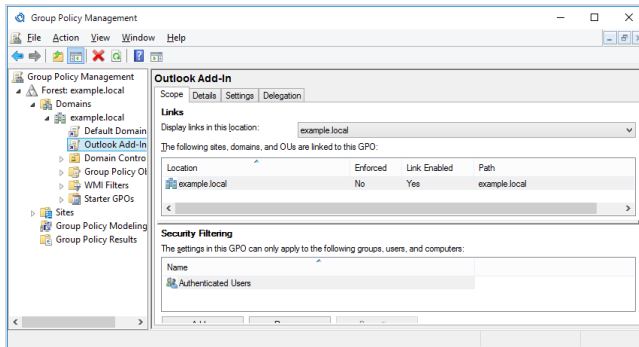 Group Policy Management
File Action View Window Help
Group Policy Management
Forest: example.local
Domains
example.local
Default Domain
Outlook Add-In
Domain Contro
Group Policy Ob
WMI Filters
Starter GPOs
Sites
Group Policy Modeling
Group Policy Results
Outlook Add-In
Scope Details Settings Delegation
Links
Display links in this location: example.local
The following sites, domains, and OUs are linked to this GPO:
Location Enforced Link Enabled Path
example.local No Yes example.local
Security Filtering
The settings in this GPO can only apply to the following groups, users, and computers:
Name
Authenticated Users